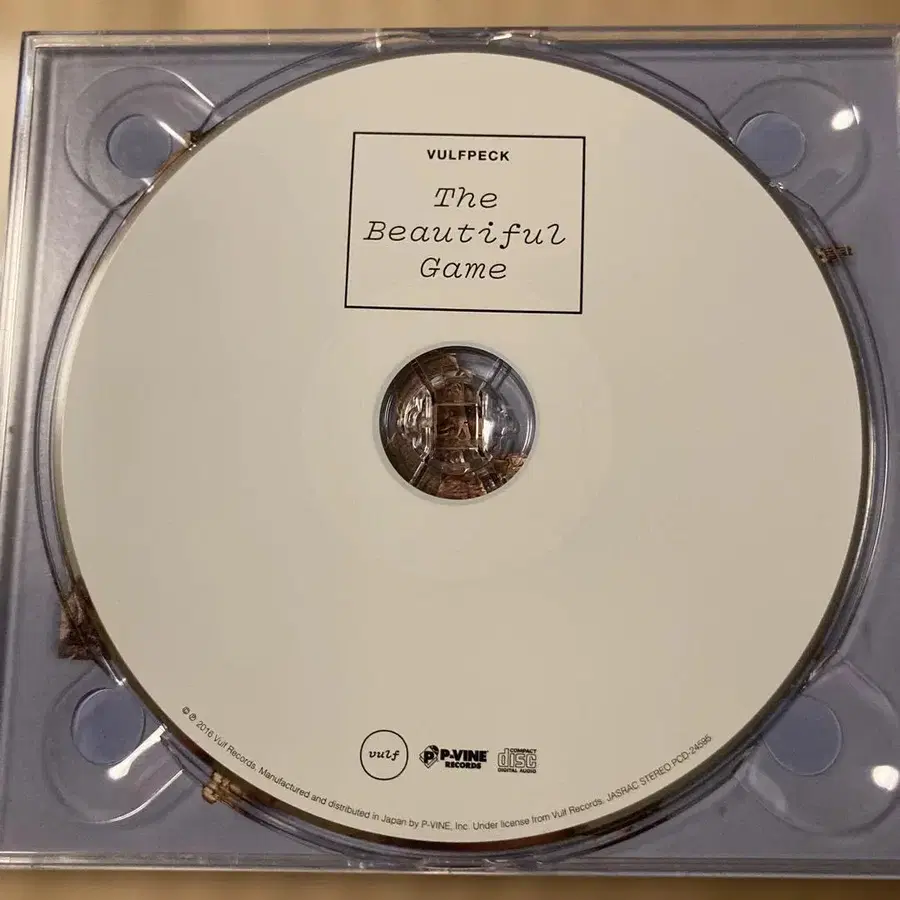 VULFPECK
The
Beautiful
Game
© ℗ 2016 Vulf Records. Manufactured and distributed in Japan by P-VINE, Inc. Under license from Vulf Records. JASRAC STEREO PCD-24595
vulf
P-VINE
RECORDS
COMPACT
disc
DIGITAL AUDIO